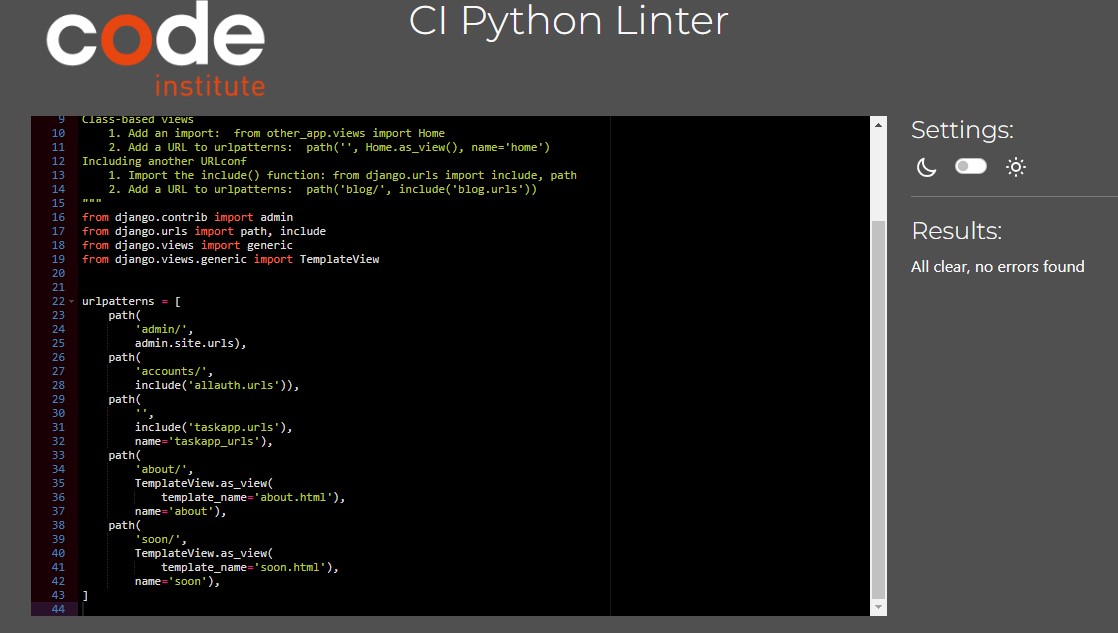 code
institute
CI Python Linter
9 Class-based views
10     1. Add an import:  from other_app.views import Home
11     2. Add a URL to urlpatterns:  path('', Home.as_view(), name='home')
12 Including another URLconf
13     1. Import the include() function: from django.urls import include, path
14     2. Add a URL to urlpatterns:  path('blog/', include('blog.urls'))
15 """
16 from django.contrib import admin
17 from django.urls import path, include
18 from django.views import generic
19 from django.views.generic import TemplateView
20
21
22 urlpatterns = [
23     path(
24         'admin/',
25         admin.site.urls),
26     path(
27         'accounts/',
28         include('allauth.urls')),
29     path(
30         '',
31         include('taskapp.urls'),
32         name='taskapp_urls'),
33     path(
34         'about/',
35         TemplateView.as_view(
36             template_name='about.html'),
37         name='about'),
38     path(
39         'soon/',
40         TemplateView.as_view(
41             template_name='soon.html'),
42         name='soon'),
43 ]
44
Settings:
Results:
All clear, no errors found